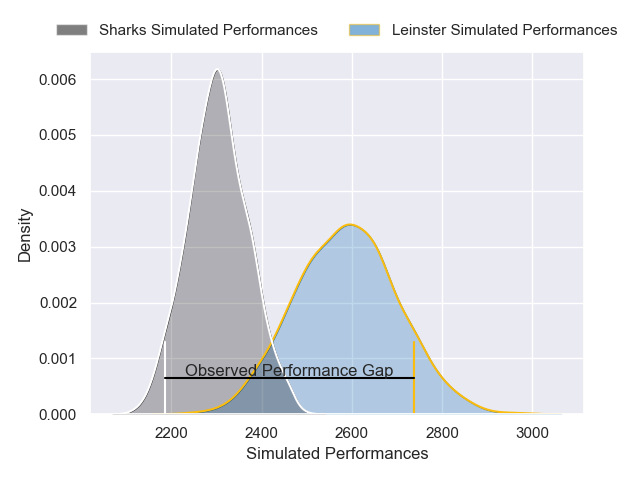 Sharks Simulated Performances
Leinster Simulated Performances
0.006
0.005
0.004
0.003
0.002
0.001
0.000
Density
Observed Performance Gap
2200
2400
2600
2800
3000
Simulated Performances